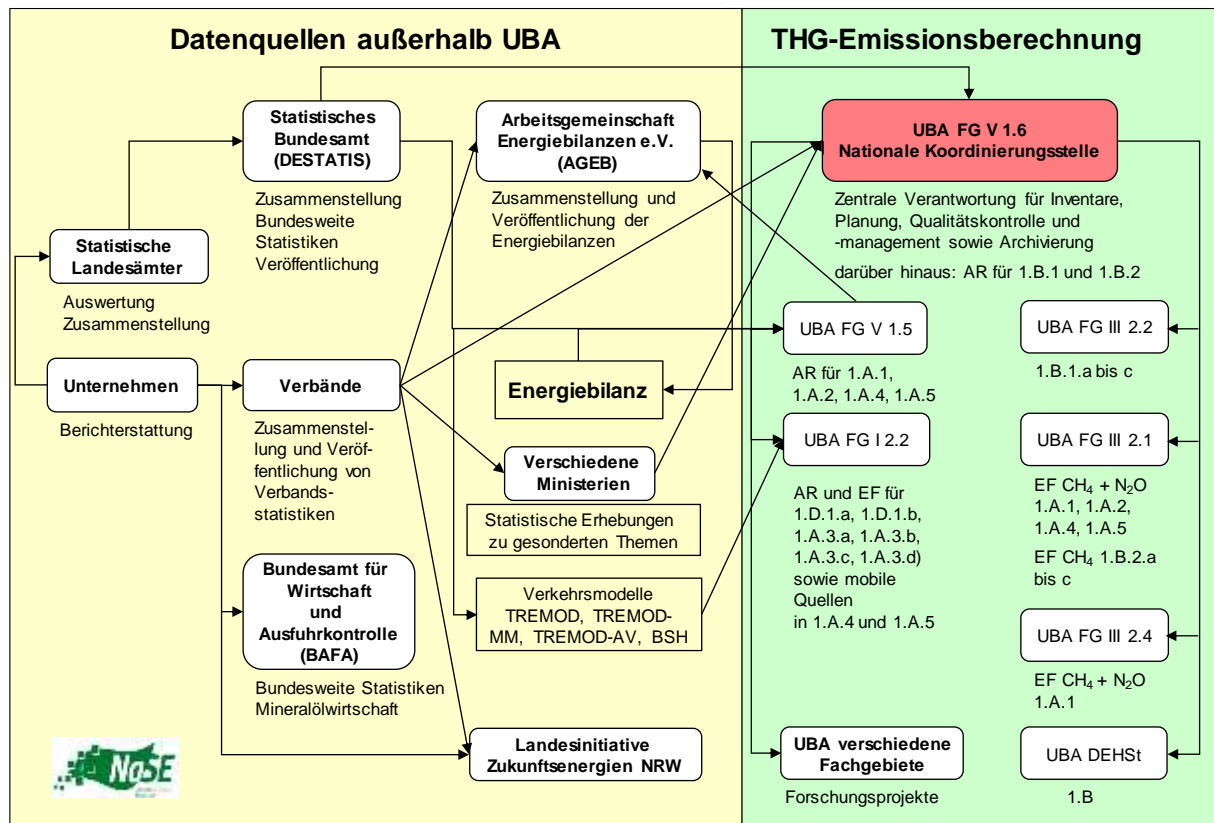 Datenquellen außerhalb UBA
THG-Emissionsberechnung
Statistisches
Bundesamt
(DESTATIS)
Zusammenstellung
Bundesweite
Statistiken
Veröffentlichung
Arbeitsgemeinschaft
Energiebilanzen e.V.
(AGEB)
Zusammenstellung und
Veröffentlichung der
Energiebilanzen
UBA FG V 1.6
Nationale Koordinierungsstelle
Zentrale Verantwortung für Inventare,
Planung, Qualitätskontrolle und
-management sowie Archivierung
darüber hinaus: AR für 1.B.1 und 1.B.2
Statistische
Landesämter
Auswertung
Zusammenstellung
Unternehmen
Berichterstattung
Verbände
Zusammenstel-
lung und Veröf-
fentlichung von
Verbands-
statistiken
Energiebilanz
Verschiedene
Ministerien
Statistische Erhebungen
zu gesonderten Themen
Verkehrsmodelle
TREMOD, TREMOD-
MM, TREMOD-AV, BSH
Bundesamt für
Wirtschaft
und
Ausfuhrkontrolle
(BAFA)
Bundesweite Statistiken
Mineralölwirtschaft
Landesinitiative
Zukunftsenergien NRW
NaSE
UBA FG V 1.5
AR für 1.A.1,
1.A.2, 1.A.4, 1.A.5
UBA FG I 2.2
AR und EF für
1.D.1.a, 1.D.1.b,
1.A.3.a, 1.A.3.b,
1.A.3.c, 1.A.3.d)
sowie mobile
Quellen
in 1.A.4 und 1.A.5
UBA verschiedene
Fachgebiete
Forschungsprojekte
UBA FG III 2.2
1.B.1.a bis c
UBA FG III 2.1
EF CH₄ + N₂O
1.A.1, 1.A.2,
1.A.4, 1.A.5
EF CH₄ 1.B.2.a
bis c
UBA FG III 2.4
EF CH₄ + N₂O
1.A.1
UBA DEHSt
1.B